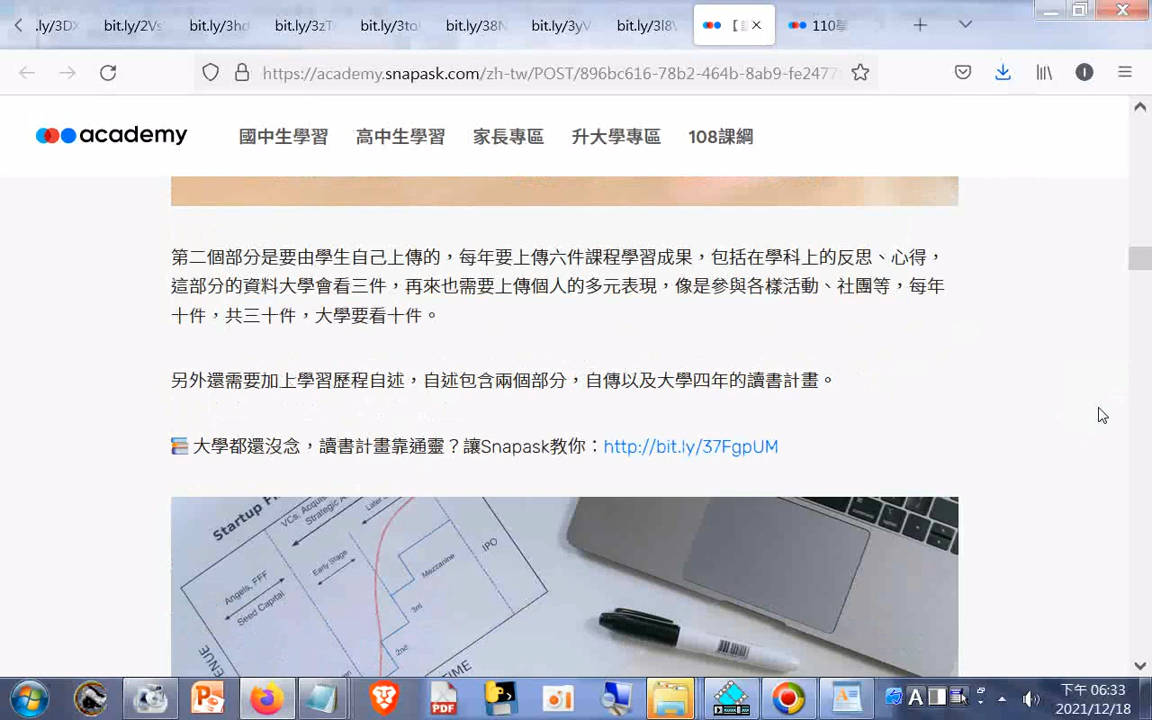 .ly/3DX
bit.ly/2Vs
bit.ly/3hd
bit.ly/3zT
bit.ly/3to
bit.ly/38N
bit.ly/3yV
bit.ly/3l8V
110
https://academy.snapask.com/zh-tw/POST/896bc616-78b2-464b-8ab9-fe2477
academy
國中生學習
高中生學習
家長專區
升大學專區
108課綱
第二個部分是要由學生自己上傳的，每年要上傳六件課程學習成果，包括在學科上的反思、心得，
這部分的資料大學會看三件，再來也需要上傳個人的多元表現，像是參與各樣活動、社團等，每年
十件，共三十件，大學要看十件。
另外還需要加上學習歷程自述，自述包含兩個部分，自傳以及大學四年的讀書計畫。
大學都還沒念，讀書計畫靠通靈？讓Snapask教你：http://bit.ly/37FgpUM
VCs, Acquis
Strategic A
Later
Early Stage
Mezzanine
IPO
Angels, FFF
Seed Capital
3rd
2nd
下午 06:33
2021/12/18